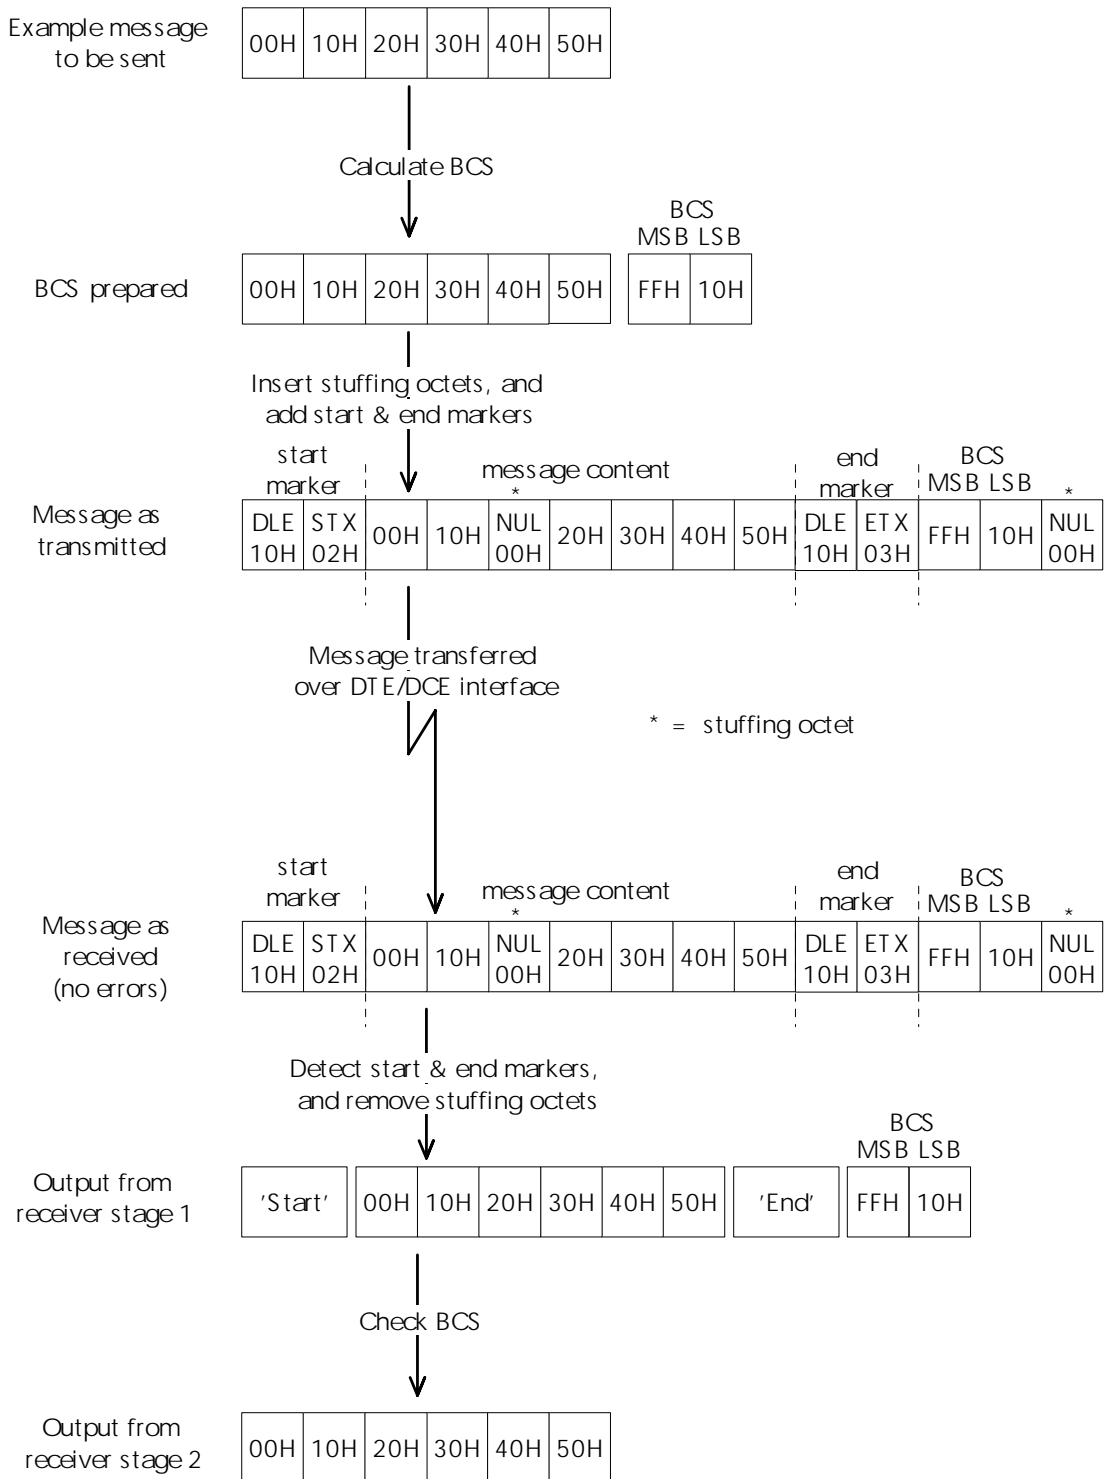 Example message
to be sent
00H 10H 20H 30H 40H 50H
Calculate BCS
BCS
MSB LSB
BCS prepared
00H 10H 20H 30H 40H 50H FFH 10H
Insert stuffing octets, and
add start & end markers
start
marker
message content
end
marker
BCS
MSB LSB
* *
Message as
transmitted
DLE STX 00H 10H NUL 20H 30H 40H 50H DLE ETX FFH 10H NUL
10H 02H 00H 10H 03H 00H
Message transferred
over DTE/DCE interface
* = stuffing octet
start
marker
message content
end
marker
BCS
MSB LSB
* *
Message as
received
(no errors)
DLE STX 00H 10H NUL 20H 30H 40H 50H DLE ETX FFH 10H NUL
10H 02H 00H 10H 03H 00H
Detect start & end markers,
and remove stuffing octets
BCS
MSB LSB
Output from
receiver stage 1
'Start' 00H 10H 20H 30H 40H 50H 'End' FFH 10H
Check BCS
Output from
receiver stage 2
00H 10H 20H 30H 40H 50H